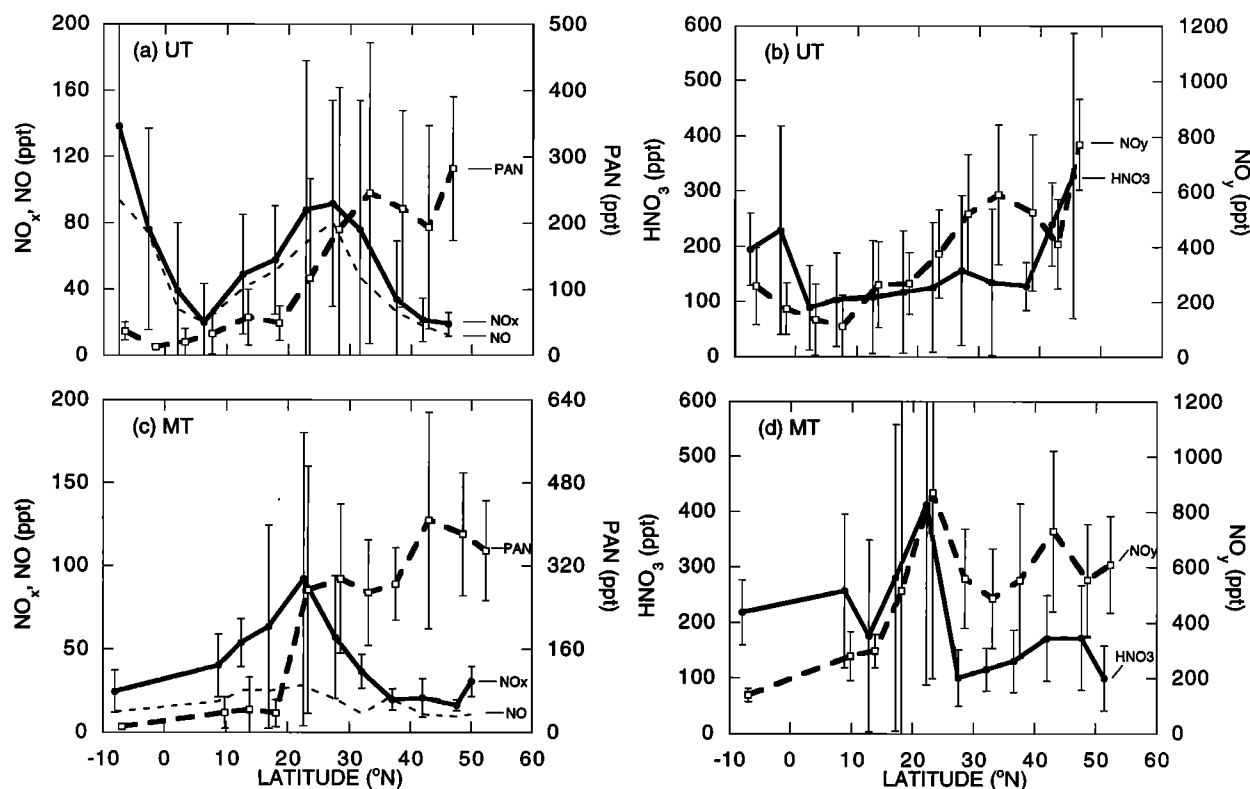 (a) UT
NOx, NO (ppt)
200
160
120
80
40
0
500
400
300
200
100
0
PAN (ppt)
PAN
NOx
NO
(b) UT
HNO3 (ppt)
600
500
400
300
200
100
0
1200
1000
800
600
400
200
0
NOy (ppt)
NOy
HNO3
(c) MT
NOx, NO (ppt)
200
150
100
50
0
640
480
320
160
0
PAN (ppt)
PAN
NOx
NO
-10 0 10 20 30 40 50 60
LATITUDE (°N)
(d) MT
HNO3 (ppt)
600
500
400
300
200
100
0
1200
1000
800
600
400
200
0
NOy (ppt)
NOy
HNO3
-10 0 10 20 30 40 50 60
LATITUDE (°N)